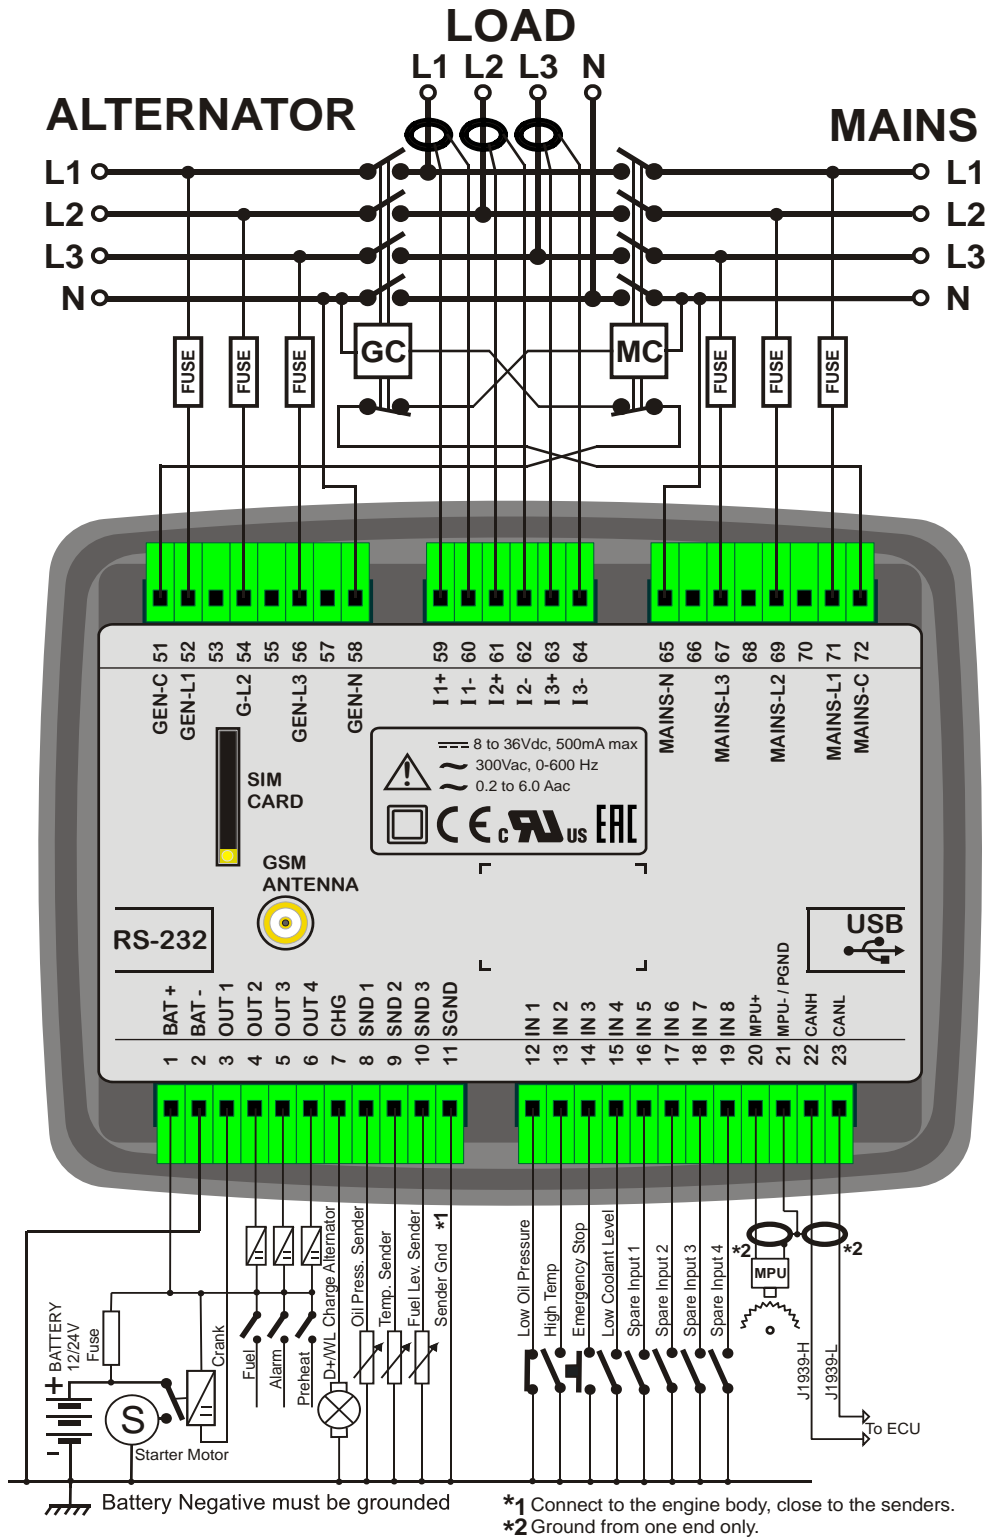 LOAD
L1 L2 L3 N
ALTERNATOR
MAINS
L1
L2
L3
N
L1
L2
L3
N
GC
MC
FUSE
FUSE
FUSE
FUSE
FUSE
FUSE
51 52 53 54 55 56 57 58
GEN-C
GEN-L1
G-L2
GEN-L3
GEN-N
59 60 61 62 63 64
I1+
I1-
I2+
I2-
I3+
I3-
65 66 67 68 69 70 71 72
MAINS-N
MAINS-L3
MAINS-L2
MAINS-L1
MAINS-C
8 to 36Vdc, 500mA max
300Vac, 0-600 Hz
0.2 to 6.0 Aac
CE c RU US EAC
SIM
CARD
GSM
ANTENNA
RS-232
USB
1 BAT +
2 BAT -
3 OUT 1
4 OUT 2
5 OUT 3
6 OUT 4
7 CHG
8 SND 1
9 SND 2
10 SND 3
11 SGND
12 IN 1
13 IN 2
14 IN 3
15 IN 4
16 IN 5
17 IN 6
18 IN 7
19 IN 8
20 MPU+
21 MPU- / PGND
22 CANH
23 CANL
+ BATTERY
12/24V
Fuse
-
S
Starter Motor
Crank
Fuel
Alarm
Preheat
D+/WL Charge Alternator
Oil Press. Sender
Temp. Sender
Fuel Lev. Sender
Sender Gnd *1
Low Oil Pressure
High Temp
Emergency Stop
Low Coolant Level
Spare Input 1
Spare Input 2
Spare Input 3
Spare Input 4
*2
*2
MPU
J1939-H
J1939-L
To ECU
Battery Negative must be grounded
*1 Connect to the engine body, close to the senders.
*2 Ground from one end only.